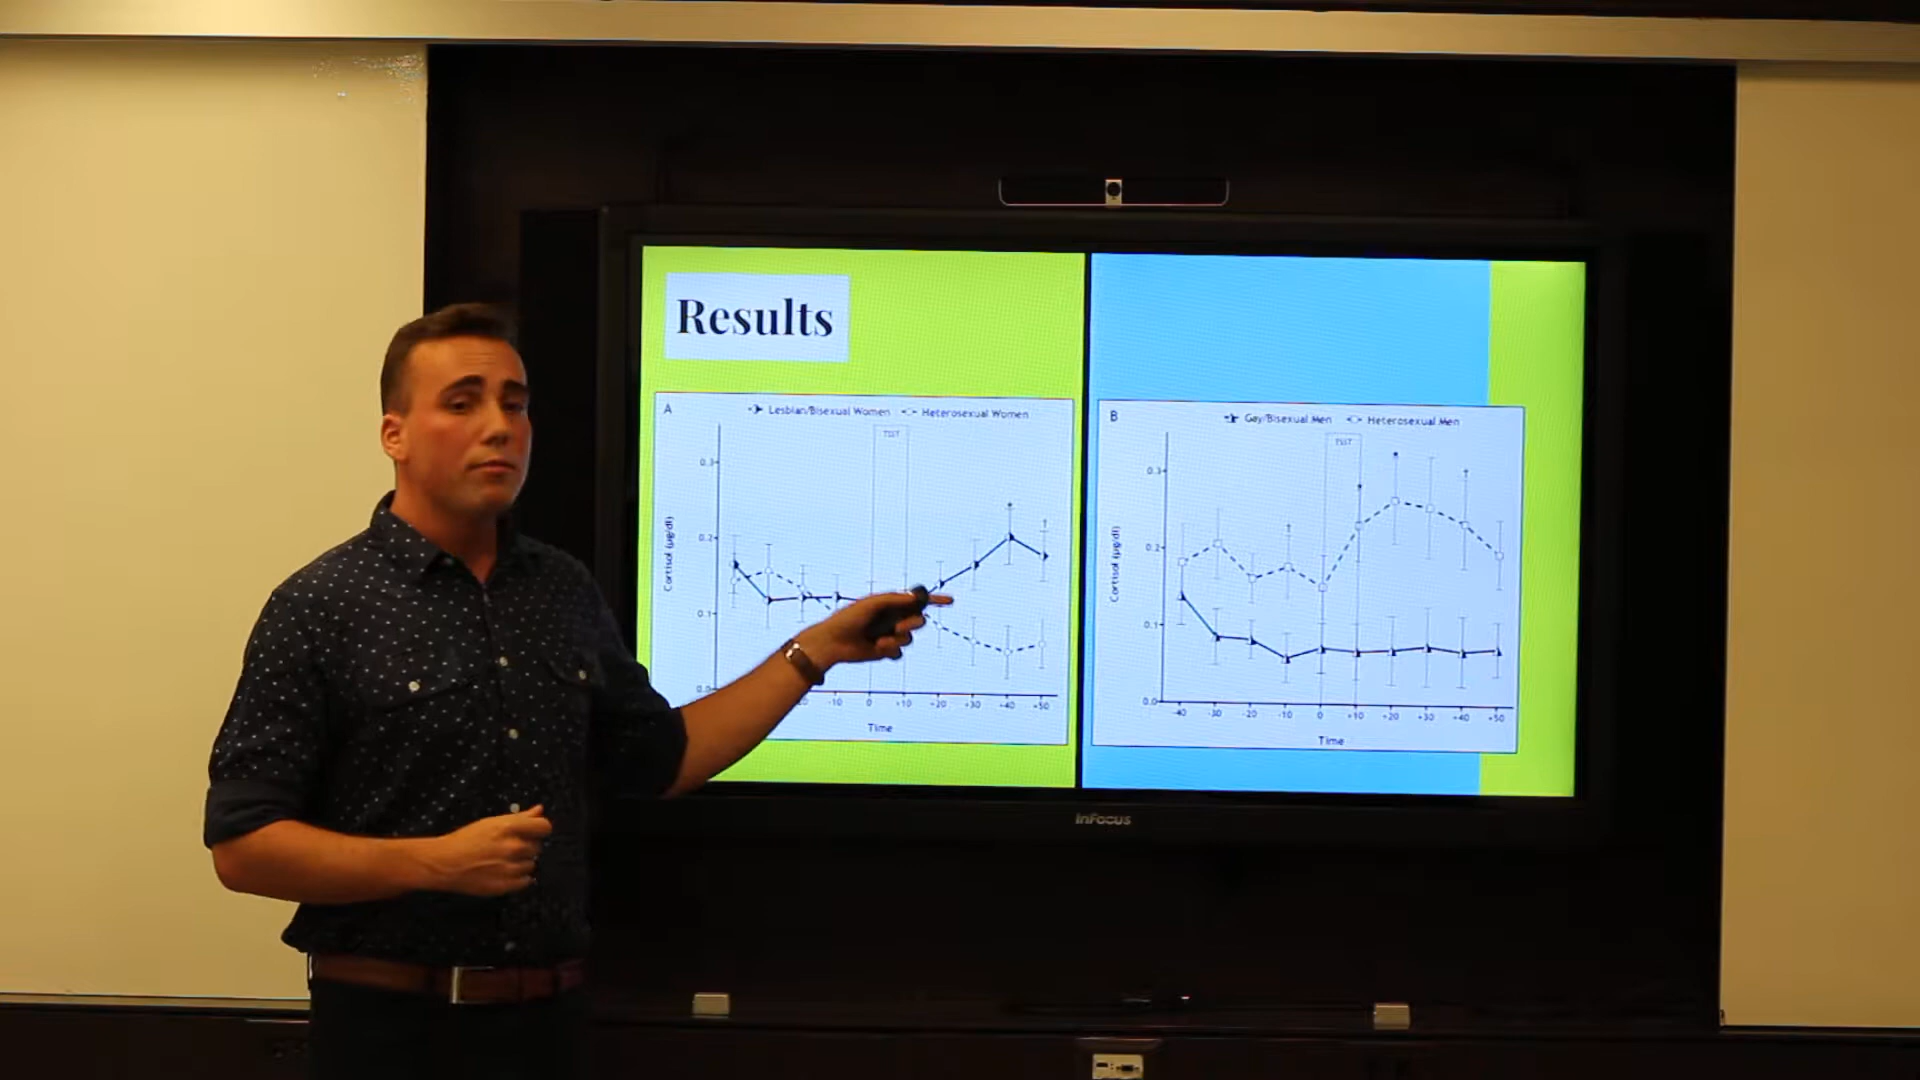 Results
A
Lesbian/Bisexual Women Heterosexual Women
TSST
0.3
0.2
0.1
0.0
Cortisol (µg/dl)
-10 0 +10 +20 +30 +40 +50
Time
B
Gay/Bisexual Men Heterosexual Men
TSST
0.3
0.2
0.1
0.0
Cortisol (µg/dl)
-40 -30 -20 -10 0 +10 +20 +30 +40 +50
Time
InFocus